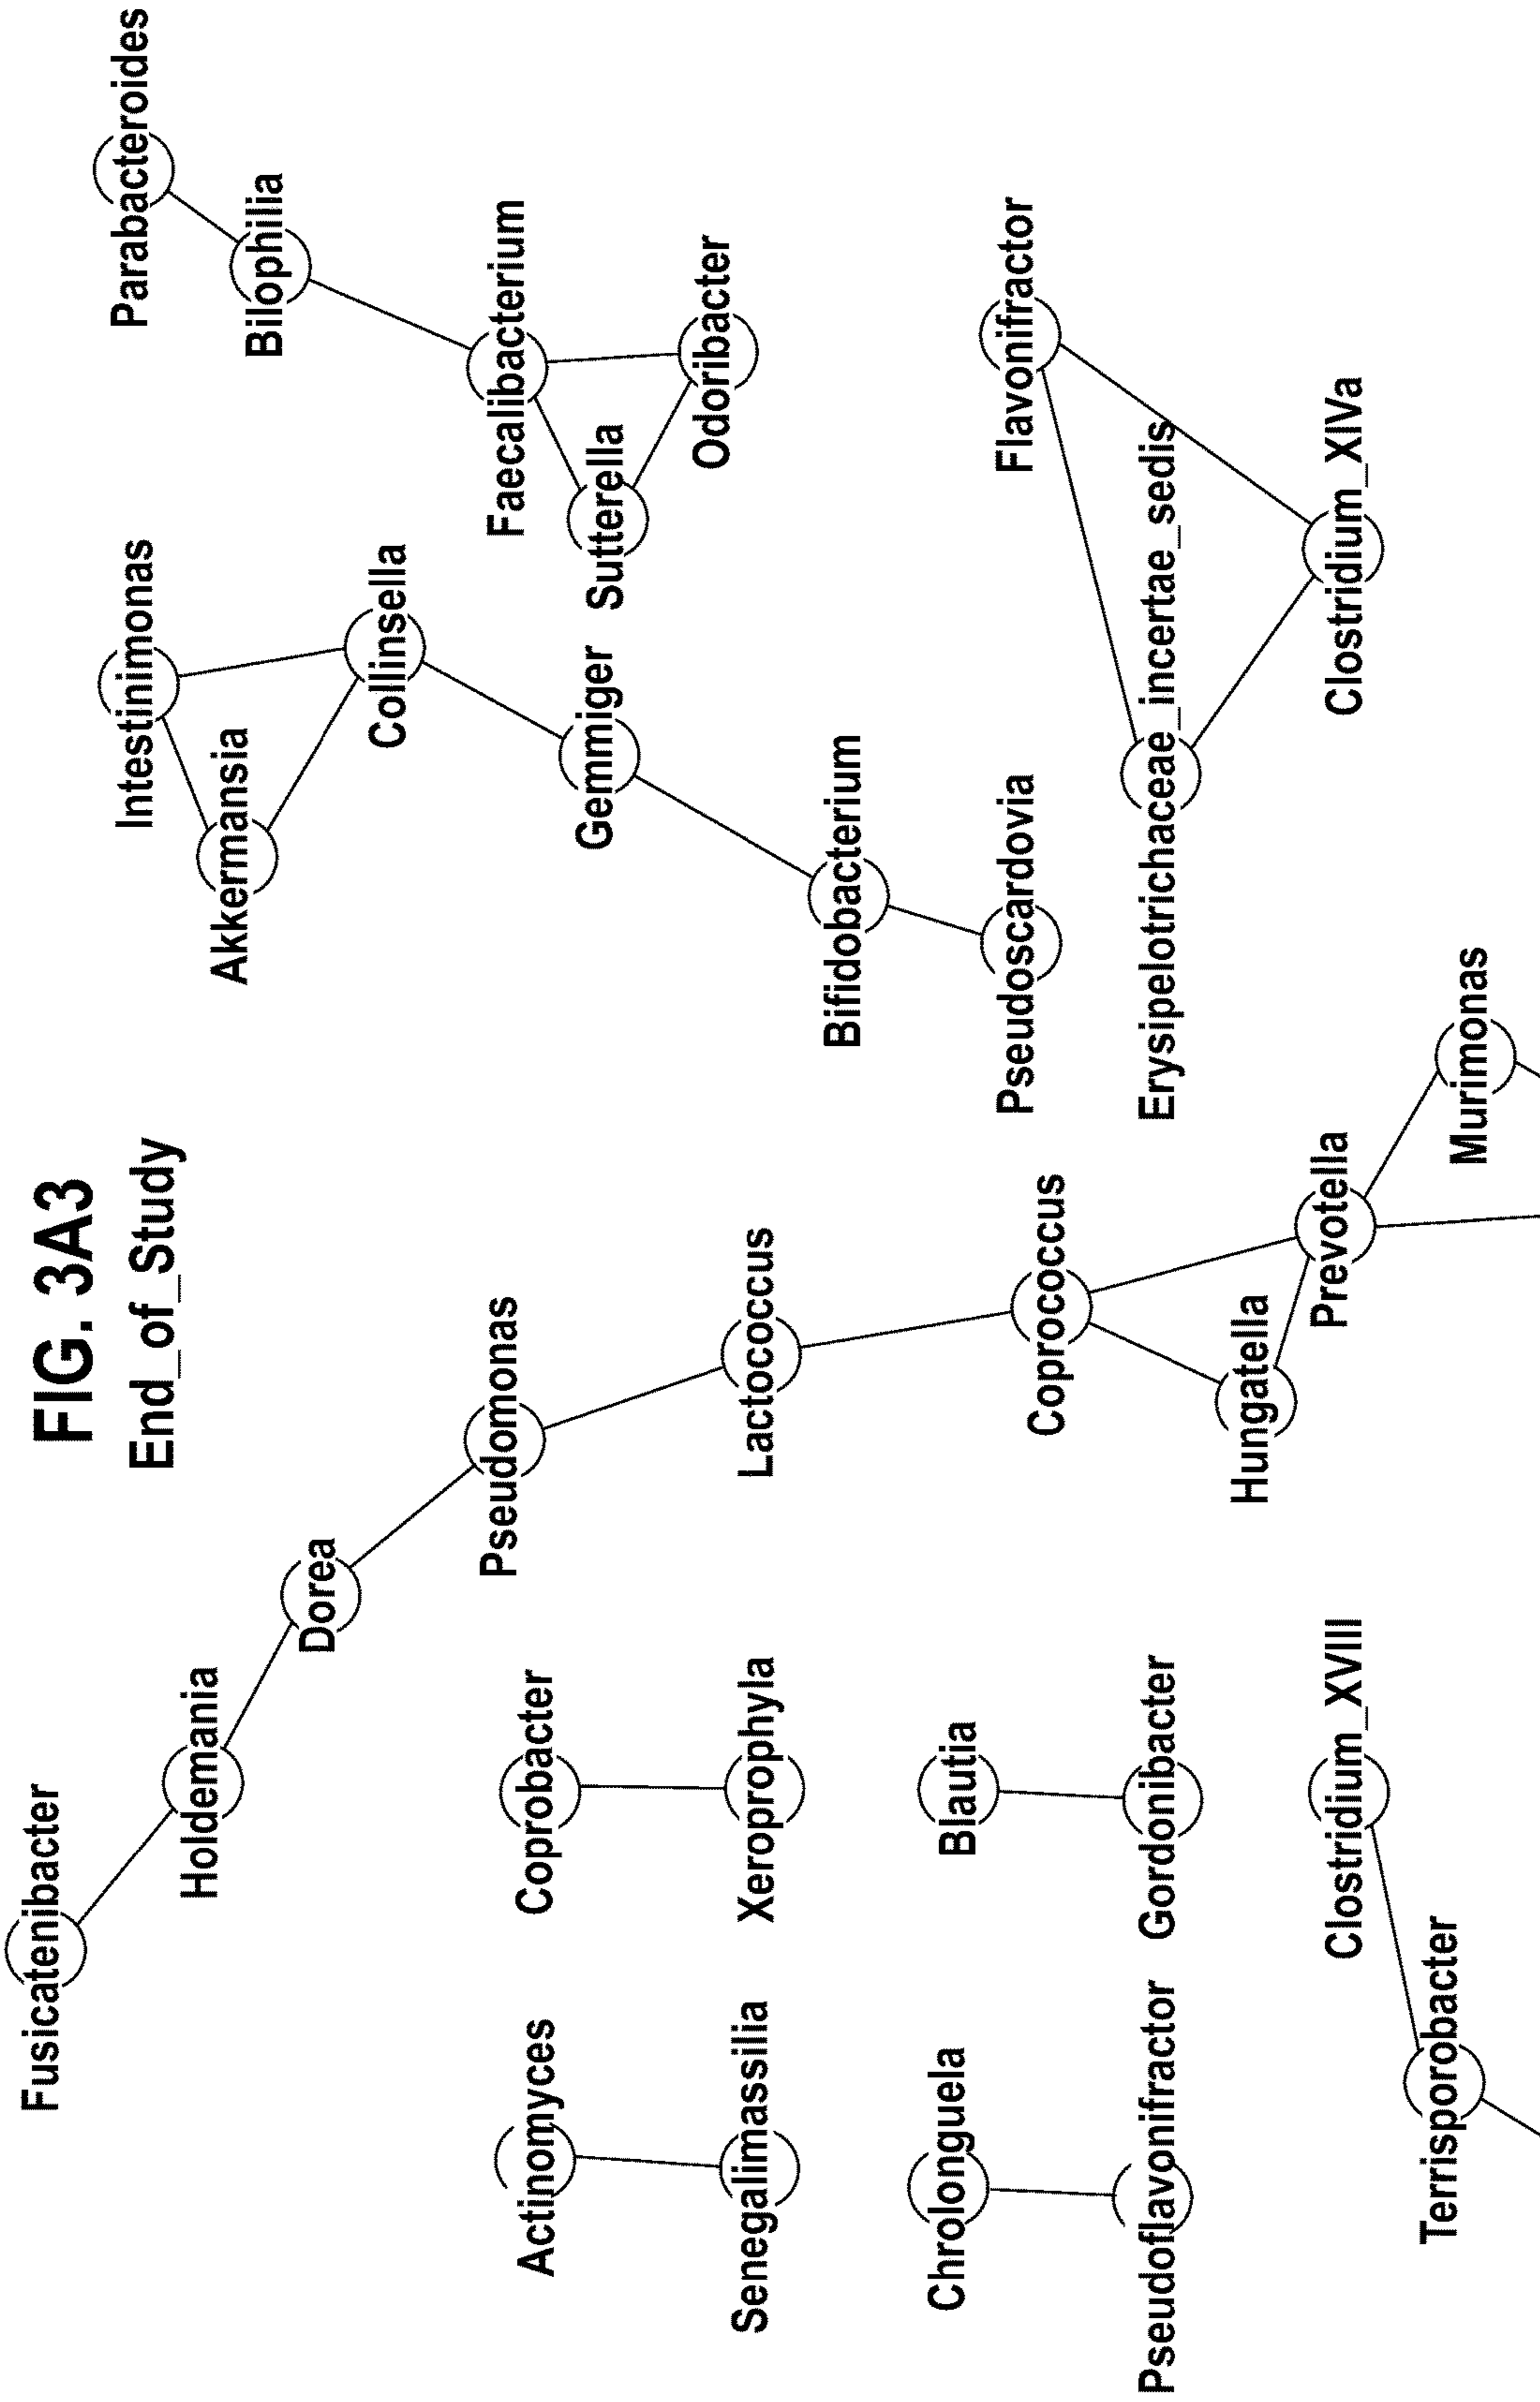 FIG. 3A3
End_of_Study
Fusicatenibacter
Holdemania
Dorea
Pseudomonas
Lactococcus
Coprococcus
Hungatella
Prevotella
Murimonas
Intestinimonas
Akkermansia
Collinsella
Gemmiger
Bifidobacterium
Pseudoscardovia
Parabacteroides
Bilophilia
Faecalibacterium
Sutterella
Odoribacter
Flavonifractor
Erysipelotrichaceae_incertae_sedis
Clostridium_XIVa
Actinomyces
Senegalimassilia
Coprobacter
Xeroprophyla
Chrolonguela
Pseudoflavonifractor
Blautia
Gordonibacter
Clostridium_XVIII
Terrisporobacter